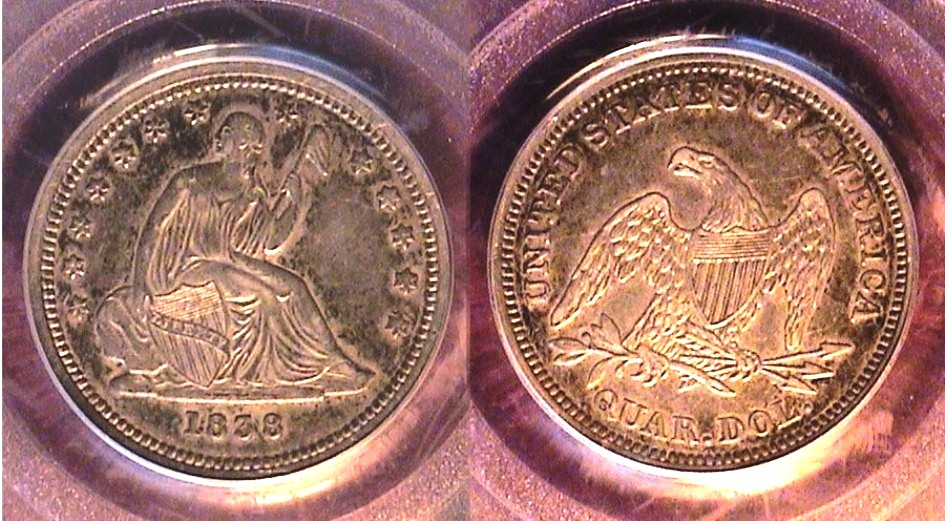 1838
UNITED STATES OF AMERICA
QUAR. DOL.